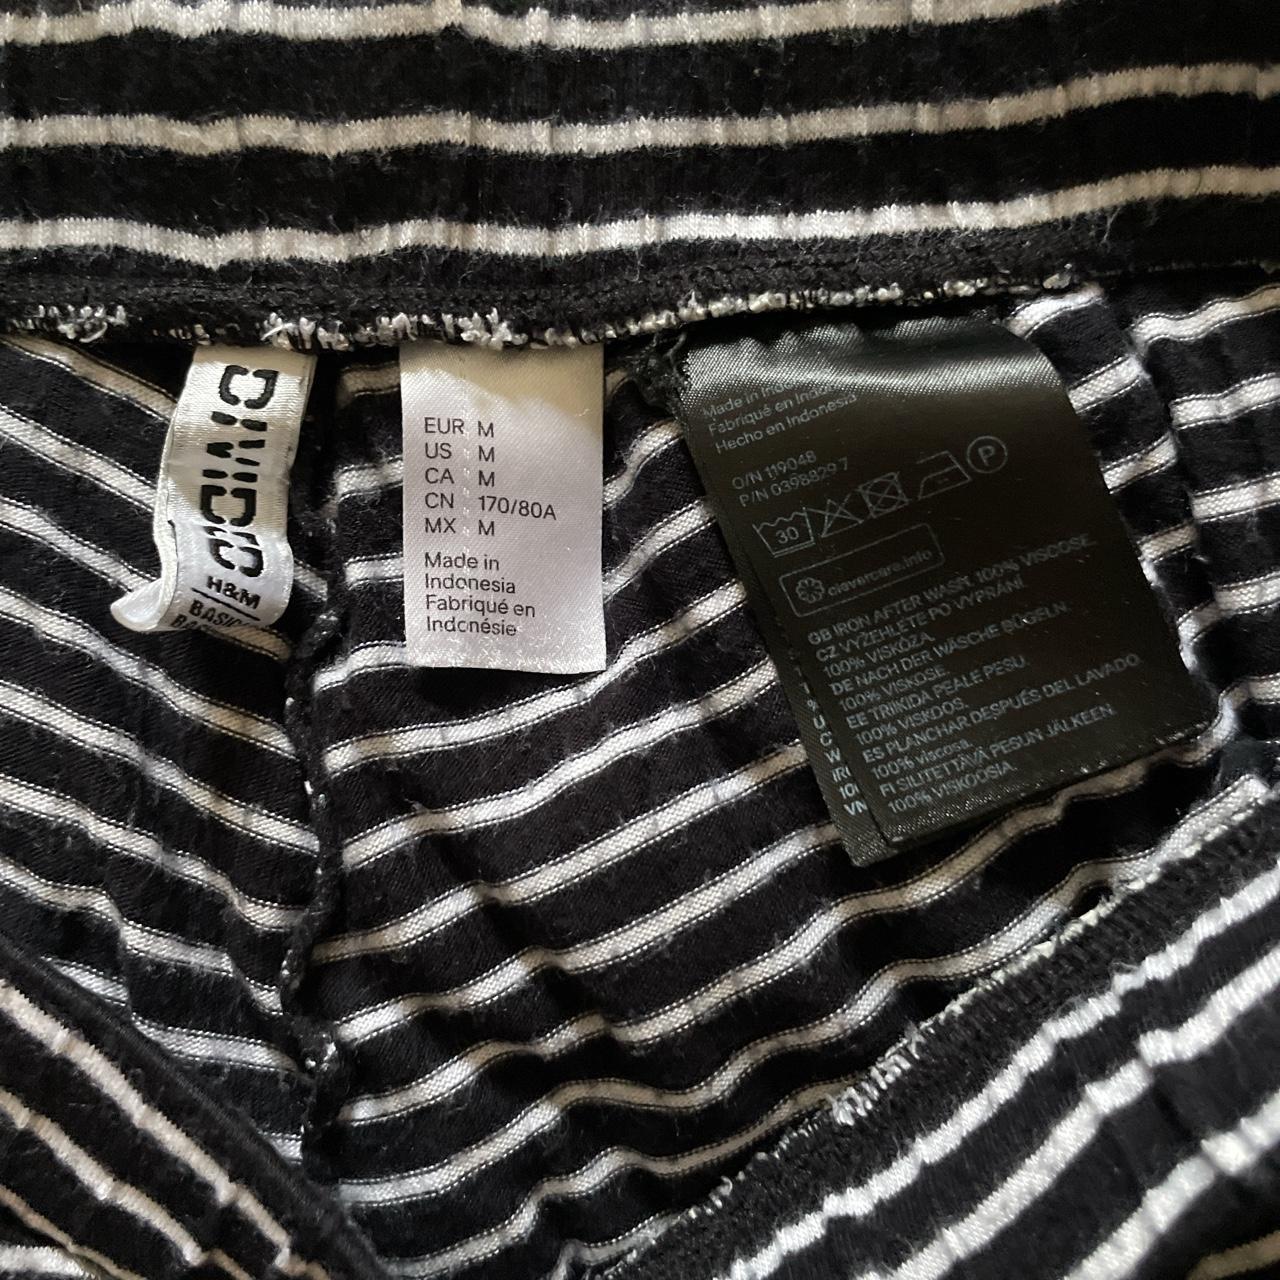 DIVIDED
H&M
BASIC
EUR M
US M
CA M
CN 170/80A
MX M
Made in
Indonesia
Fabriqué en
Indonésie
Made in
Fabriqué en
Hecho en Indonesia
O/N 119048
P/N 0398829 7
30
P
clevercare.info
GB IRON AFTER WASH. 100% VISCOSE.
CZ VYŽEHLETE PO VYPRÁNÍ
100% VISKÓZA.
DE NACH DER WÄSCHE BÜGELN.
100% VISKOSE.
EE TRIIKIDA PEALE PESU.
100% VISKOOS.
ES PLANCHAR DESPUÉS DEL LAVADO.
100% viscosa.
FI SILITETTÄVÄ PESUN JÄLKEEN.
100% VISKOOSIA.